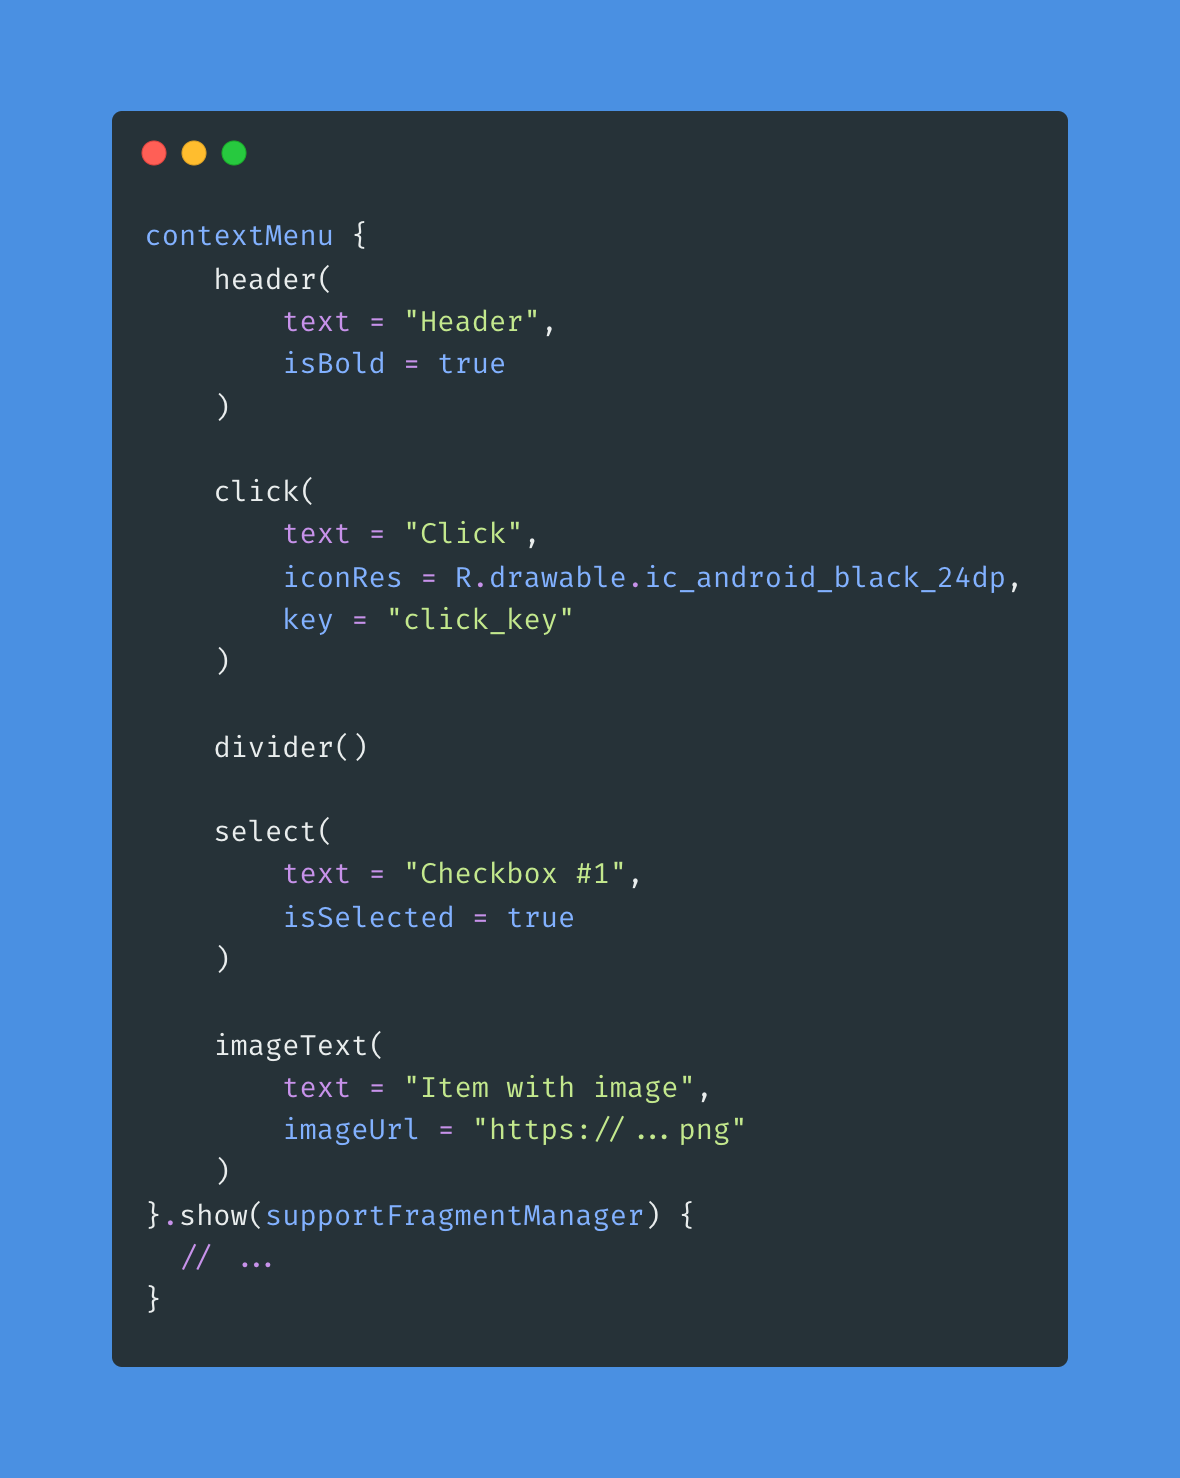 contextMenu {
    header(
        text = "Header",
        isBold = true
    )

    click(
        text = "Click",
        iconRes = R.drawable.ic_android_black_24dp,
        key = "click_key"
    )

    divider()

    select(
        text = "Checkbox #1",
        isSelected = true
    )

    imageText(
        text = "Item with image",
        imageUrl = "https://...png"
    )
}.show(supportFragmentManager) {
  // ...
}